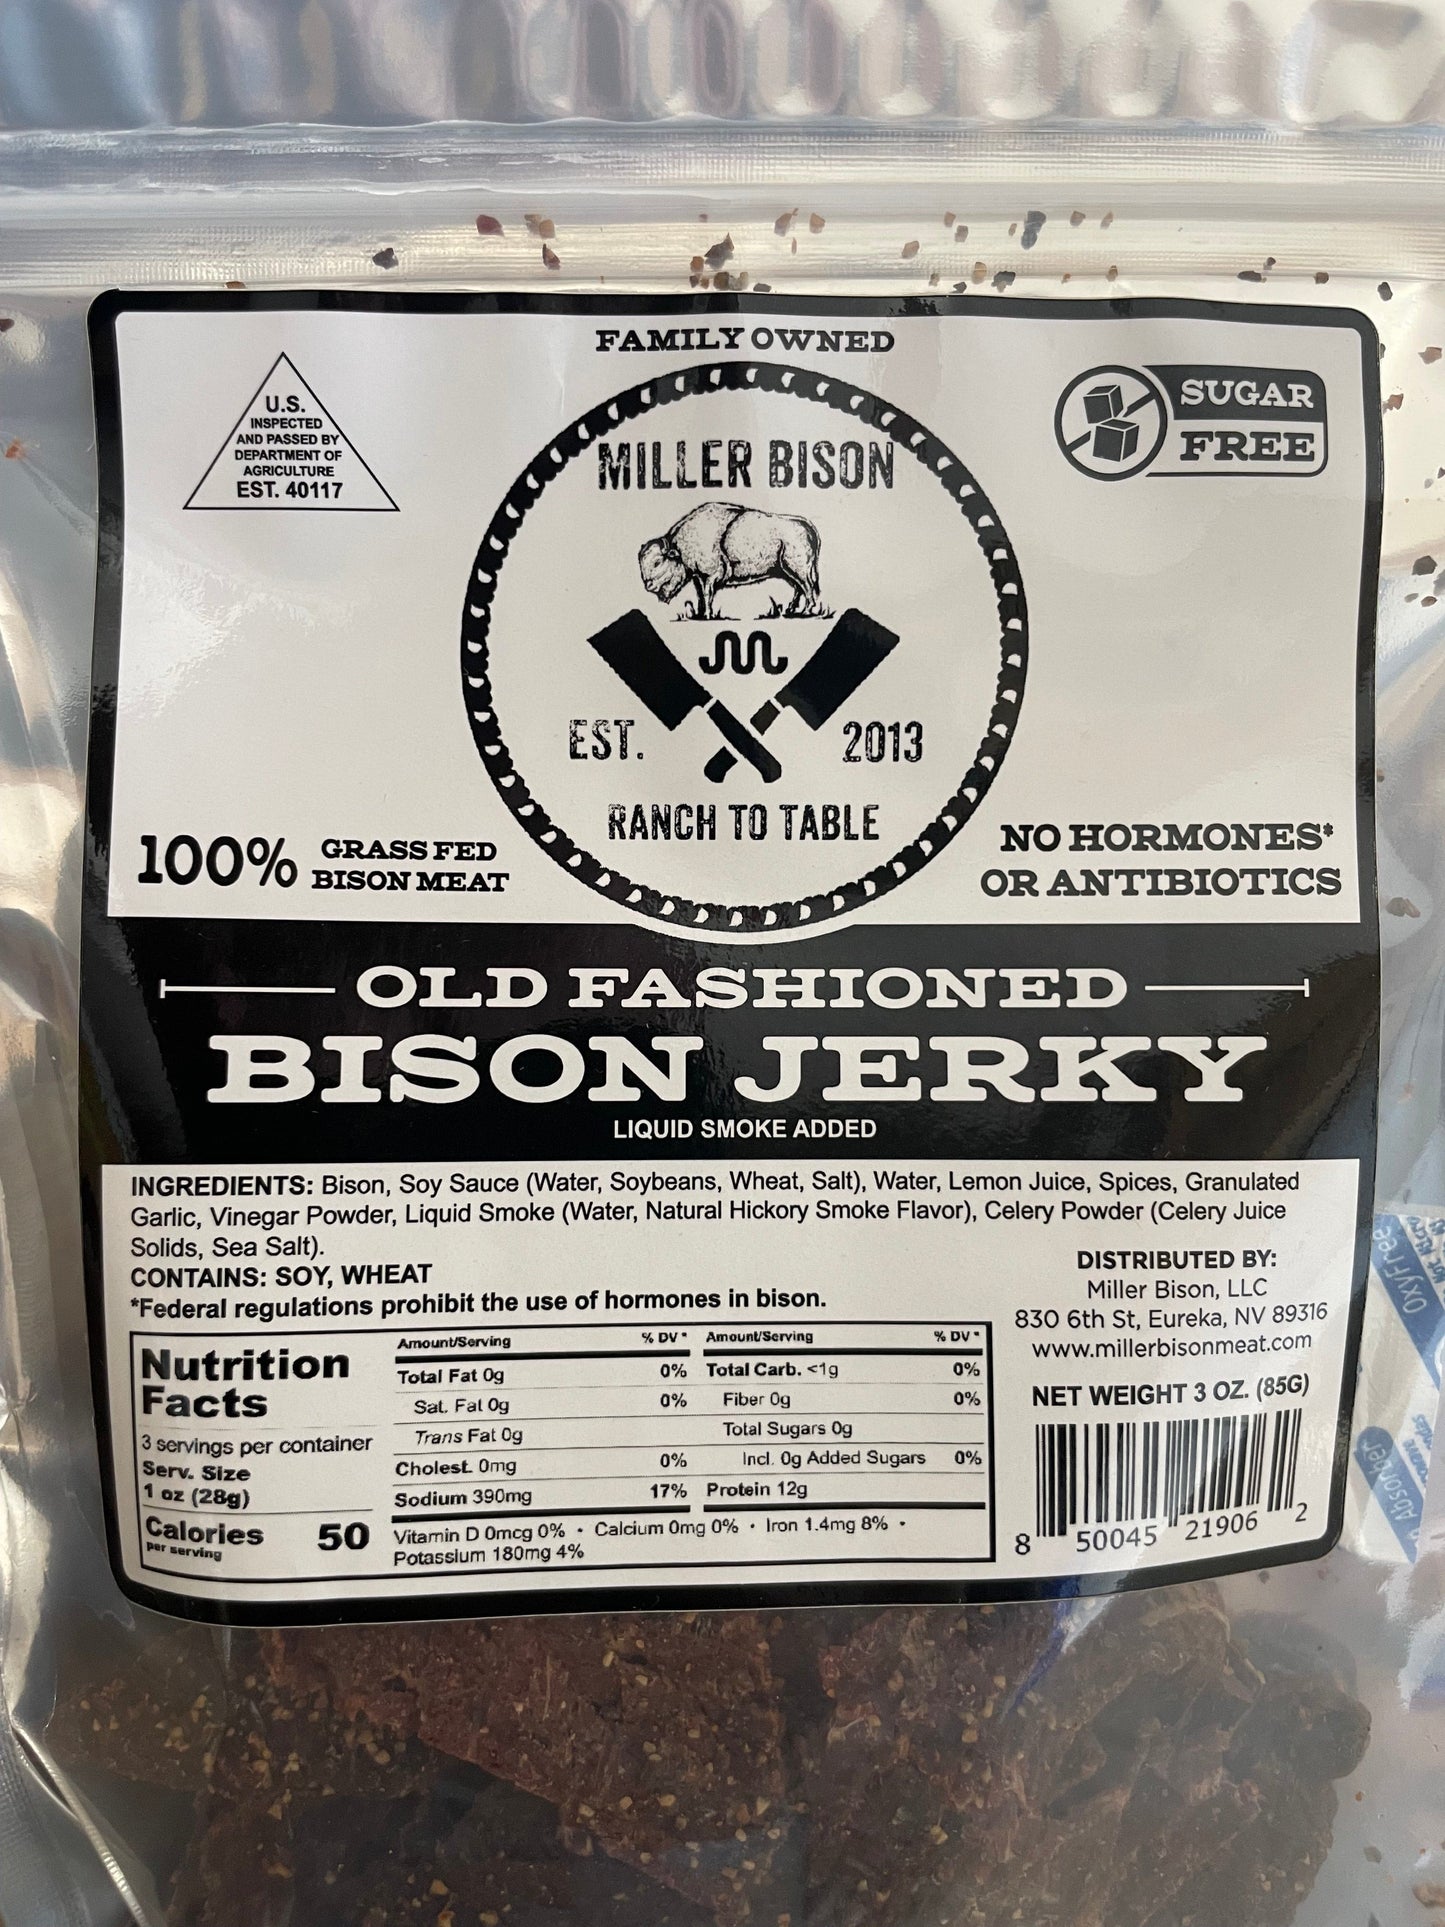 FAMILY OWNED
U.S.
INSPECTED
AND PASSED BY
DEPARTMENT OF
AGRICULTURE
EST. 40117
MILLER BISON
SUGAR
FREE
EST. 2013
RANCH TO TABLE
100% GRASS FED
BISON MEAT
NO HORMONES*
OR ANTIBIOTICS
OLD FASHIONED
BISON JERKY
LIQUID SMOKE ADDED
INGREDIENTS: Bison, Soy Sauce (Water, Soybeans, Wheat, Salt), Water, Lemon Juice, Spices, Granulated
Garlic, Vinegar Powder, Liquid Smoke (Water, Natural Hickory Smoke Flavor), Celery Powder (Celery Juice
Solids, Sea Salt).
CONTAINS: SOY, WHEAT
*Federal regulations prohibit the use of hormones in bison.
Nutrition
Facts
3 servings per container
Serv. Size
1 oz (28g)
Calories 50
per serving
Amount/Serving % DV*
Total Fat 0g 0%
Sat. Fat 0g 0%
Trans Fat 0g
Cholest. 0mg 0%
Sodium 390mg 17%
Amount/Serving % DV*
Total Carb. <1g 0%
Fiber 0g 0%
Total Sugars 0g
Incl. 0g Added Sugars 0%
Protein 12g
Vitamin D 0mcg 0% • Calcium 0mg 0% • Iron 1.4mg 8% •
Potassium 180mg 4%
DISTRIBUTED BY:
Miller Bison, LLC
830 6th St, Eureka, NV 89316
www.millerbisonmeat.com
NET WEIGHT 3 OZ. (85G)
8 50045 21906 2
OxyFree
Absorber